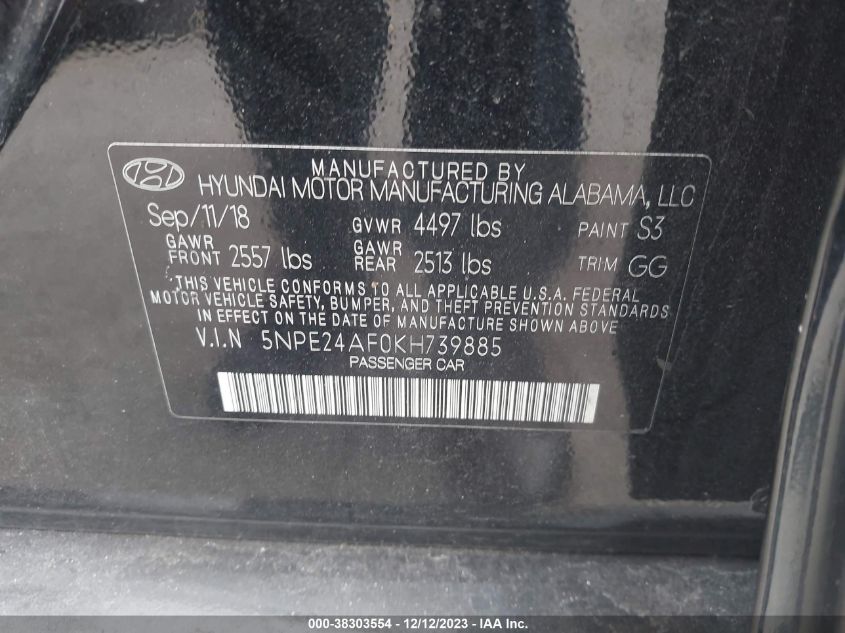 MANUFACTURED BY
HYUNDAI MOTOR MANUFACTURING ALABAMA, LLC
Sep/11/18 GVWR 4497 lbs PAINT S3
GAWR FRONT 2557 lbs GAWR REAR 2513 lbs TRIM GG
THIS VEHICLE CONFORMS TO ALL APPLICABLE U.S.A. FEDERAL
MOTOR VEHICLE SAFETY, BUMPER, AND THEFT PREVENTION STANDARDS
IN EFFECT ON THE DATE OF MANUFACTURE SHOWN ABOVE.
V.I.N 5NPE24AF0KH739885
PASSENGER CAR
000-38303554 - 12/12/2023 - www.iaai.com